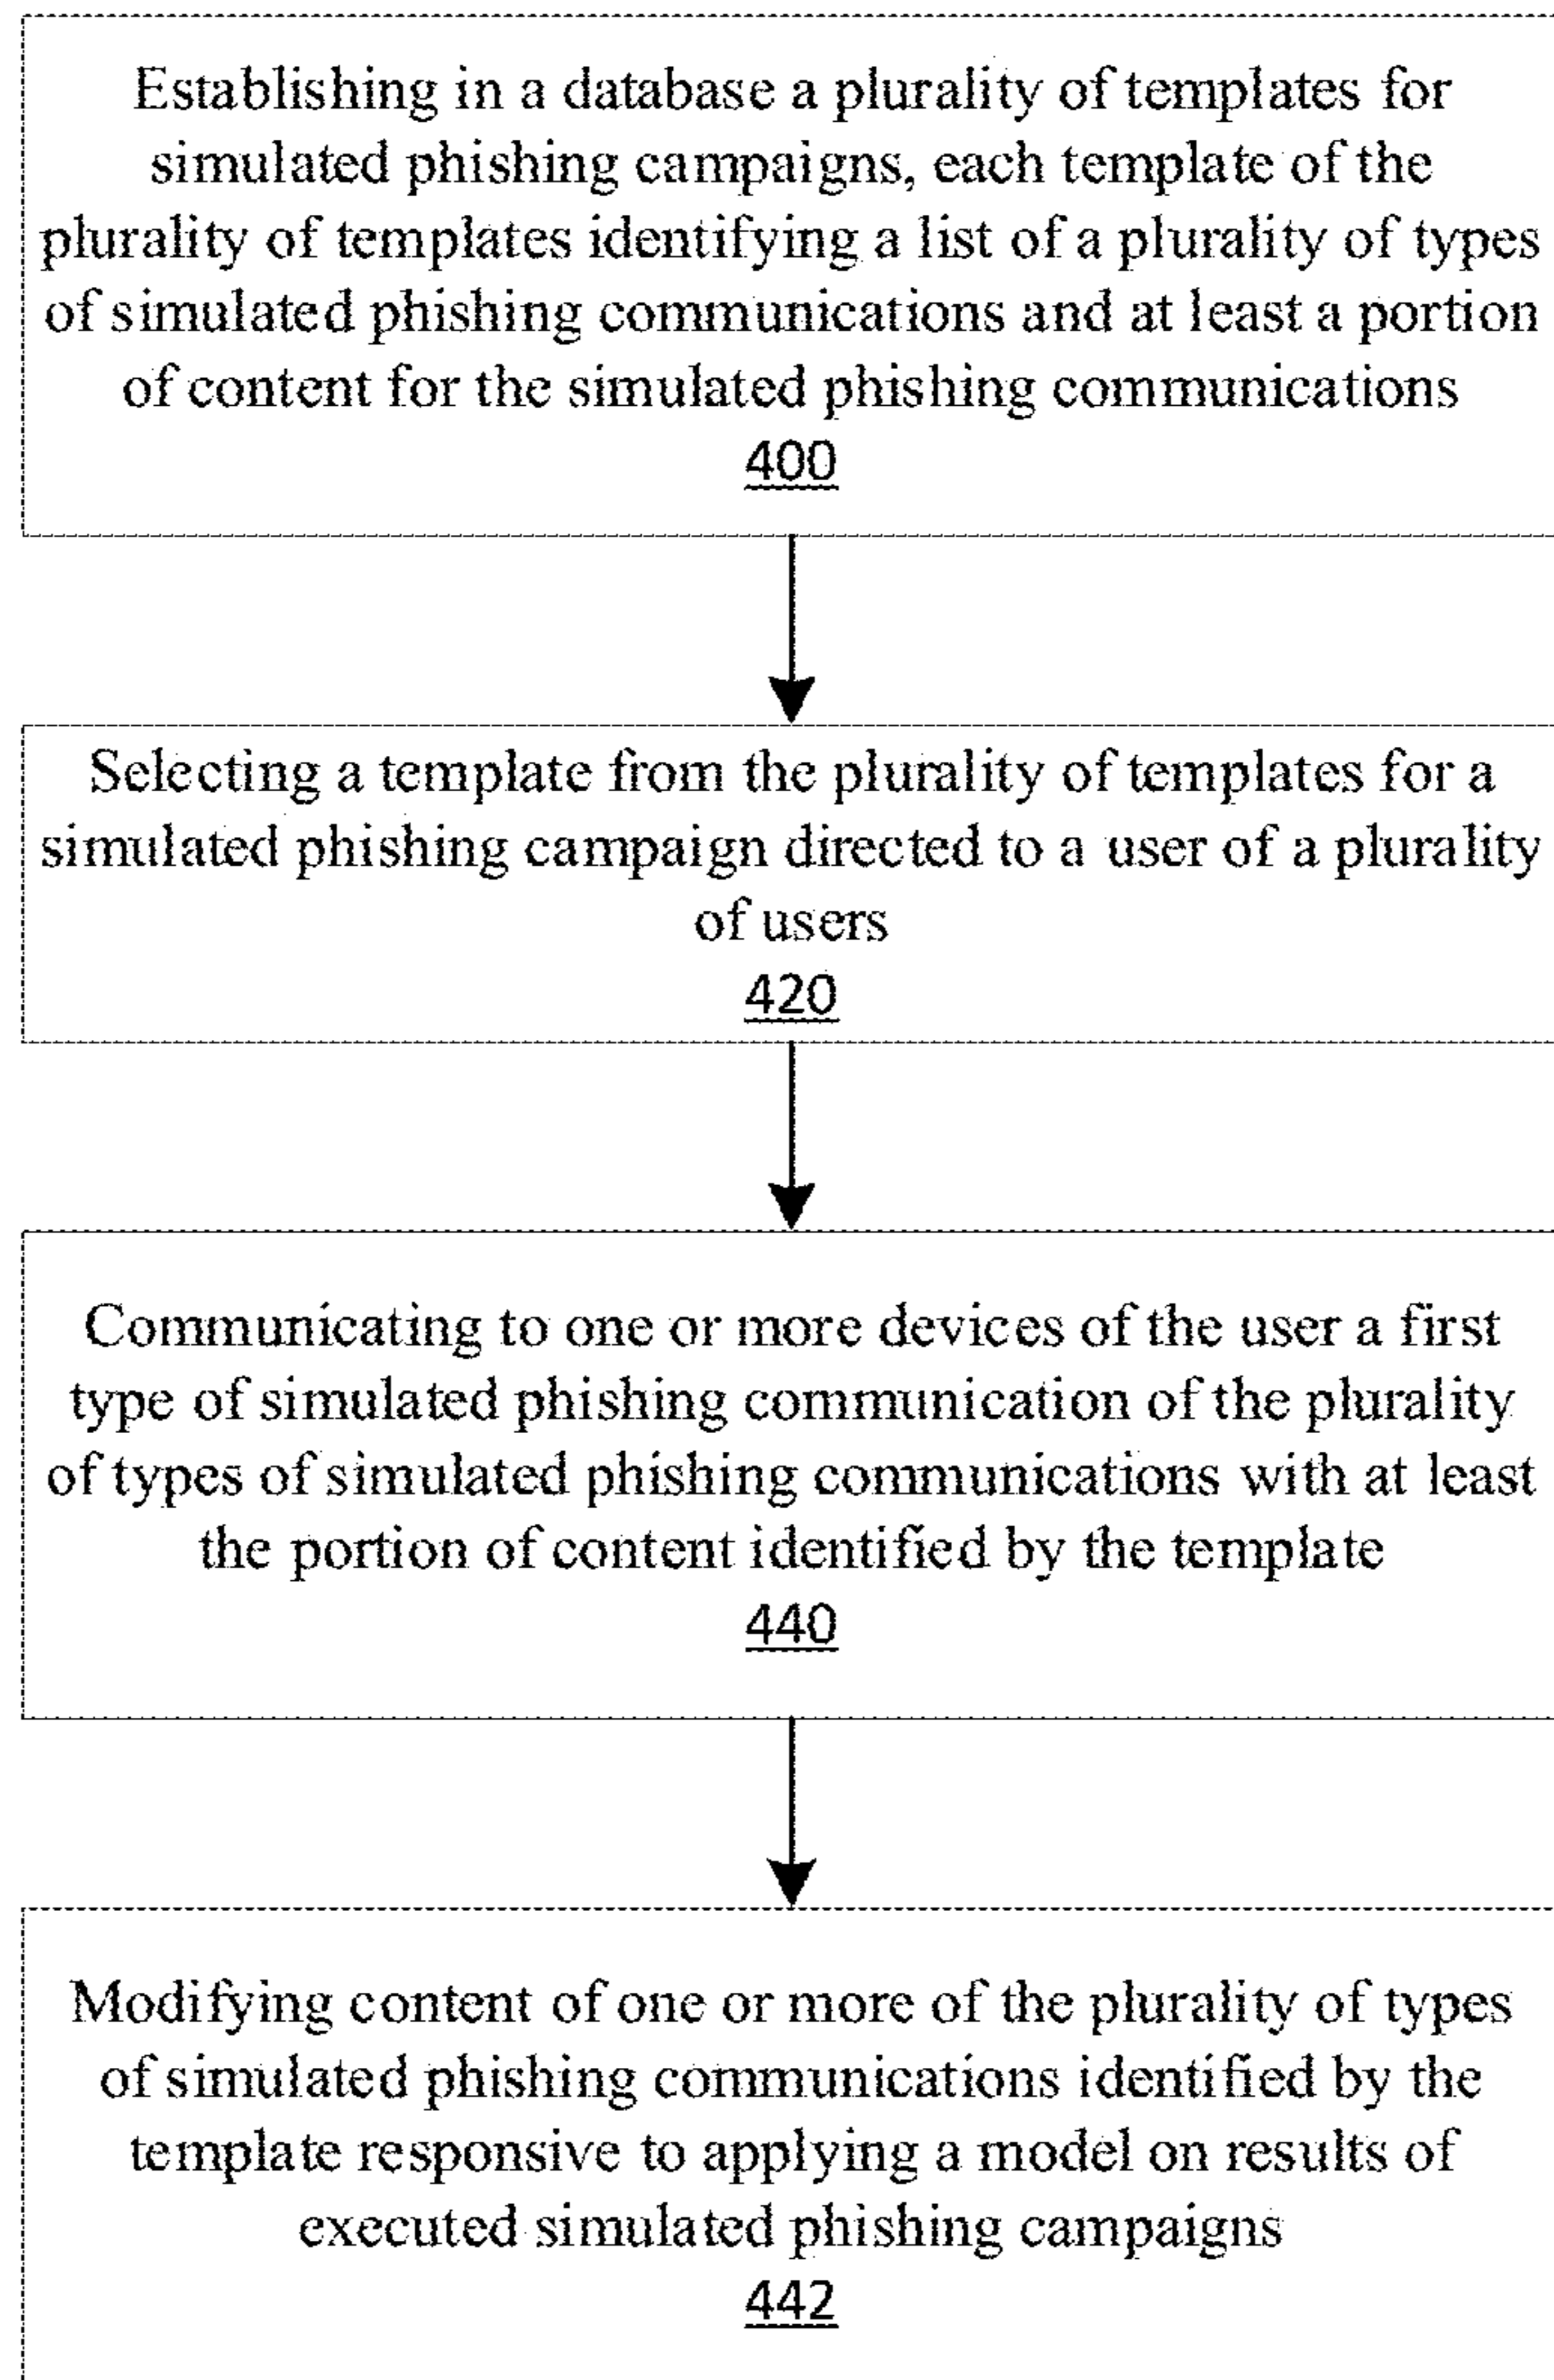 Establishing in a database a plurality of templates for
simulated phishing campaigns, each template of the
plurality of templates identifying a list of a plurality of types
of simulated phishing communications and at least a portion
of content for the simulated phishing communications
400
Selecting a template from the plurality of templates for a
simulated phishing campaign directed to a user of a plurality
of users
420
Communicating to one or more devices of the user a first
type of simulated phishing communication of the plurality
of types of simulated phishing communications with at least
the portion of content identified by the template
440
Modifying content of one or more of the plurality of types
of simulated phishing communications identified by the
template responsive to applying a model on results of
executed simulated phishing campaigns
442